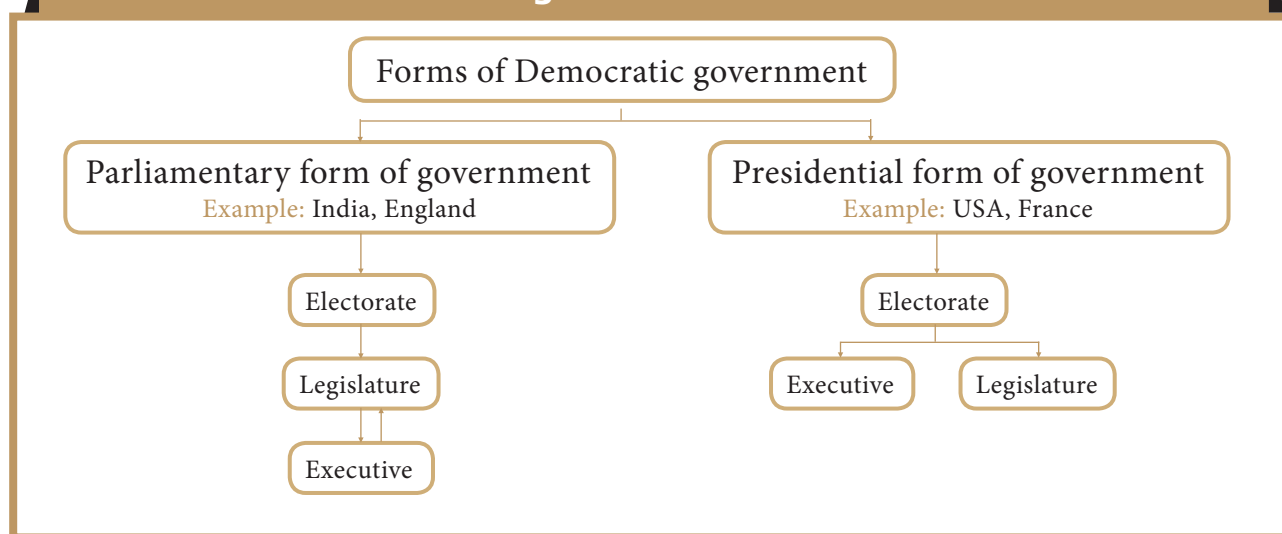 Forms of Democratic government
Parliamentary form of government
Example: India, England
Presidential form of government
Example: USA, France
Electorate
Electorate
Legislature
Executive
Legislature
Executive